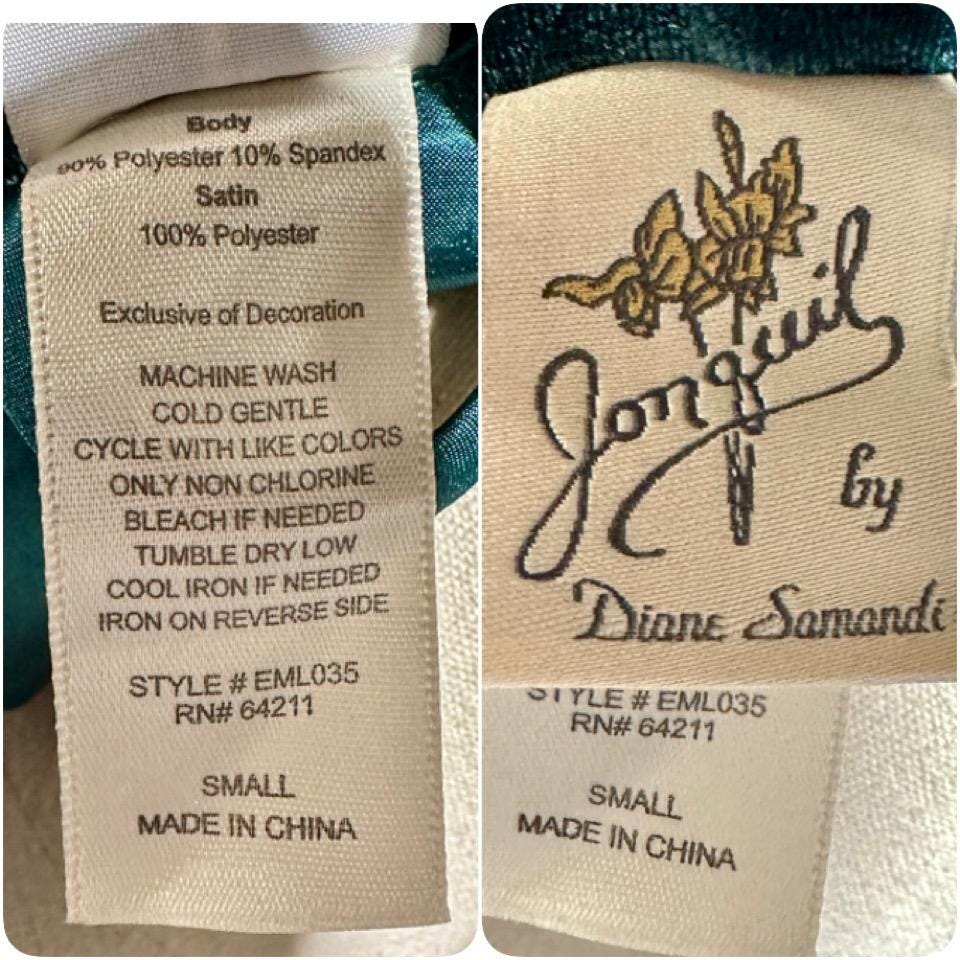 Body
90% Polyester 10% Spandex
Satin
100% Polyester
Exclusive of Decoration
MACHINE WASH
COLD GENTLE
CYCLE WITH LIKE COLORS
ONLY NON CHLORINE
BLEACH IF NEEDED
TUMBLE DRY LOW
COOL IRON IF NEEDED
IRON ON REVERSE SIDE
STYLE # EML035
RN# 64211
SMALL
MADE IN CHINA
Jonquil
by
Diane Samandi
STYLE # EML035
RN# 64211
SMALL
MADE IN CHINA